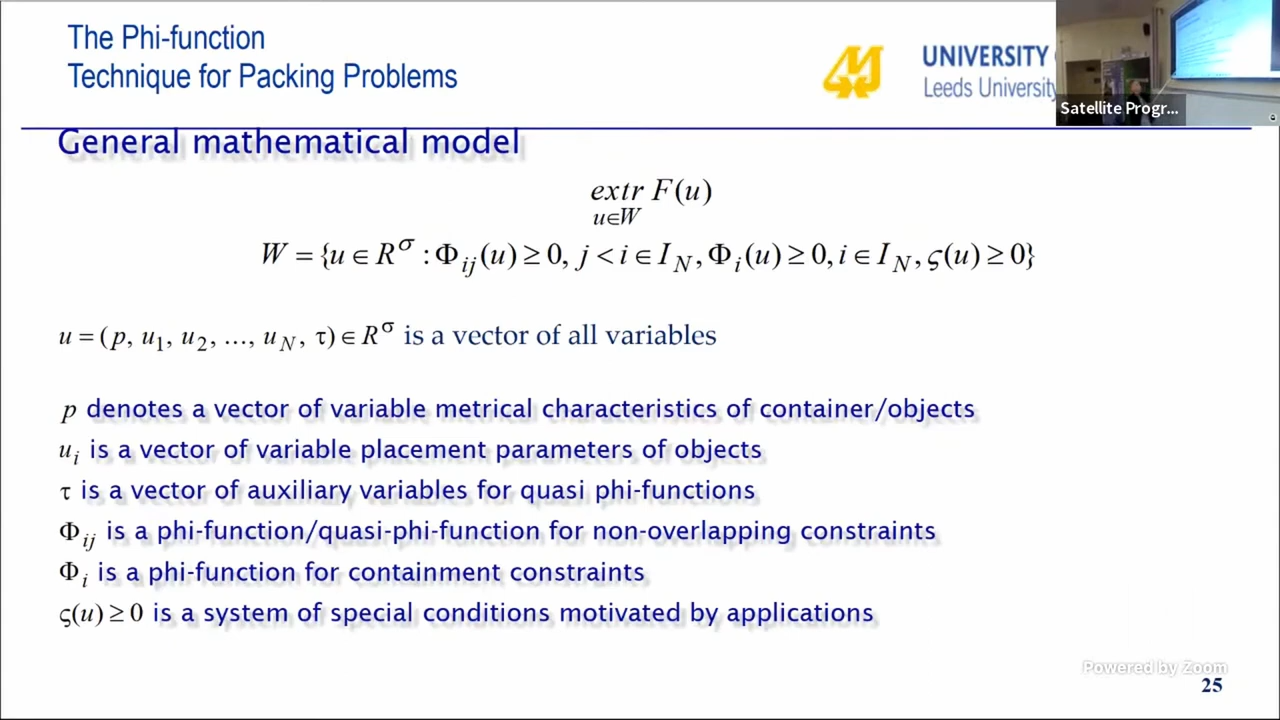 The Phi-function
Technique for Packing Problems
UNIVERSITY
Leeds University
Satellite Progr...
General mathematical model
extr F(u)
u∈W
W = {u ∈ R^σ : Φ_ij(u) ≥ 0, j < i ∈ I_N, Φ_i(u) ≥ 0, i ∈ I_N, ς(u) ≥ 0}
u = (p, u_1, u_2, ..., u_N, τ) ∈ R^σ is a vector of all variables
p denotes a vector of variable metrical characteristics of container/objects
u_i is a vector of variable placement parameters of objects
τ is a vector of auxiliary variables for quasi phi-functions
Φ_ij is a phi-function/quasi-phi-function for non-overlapping constraints
Φ_i is a phi-function for containment constraints
ς(u) ≥ 0 is a system of special conditions motivated by applications
Powered by Zoom
25